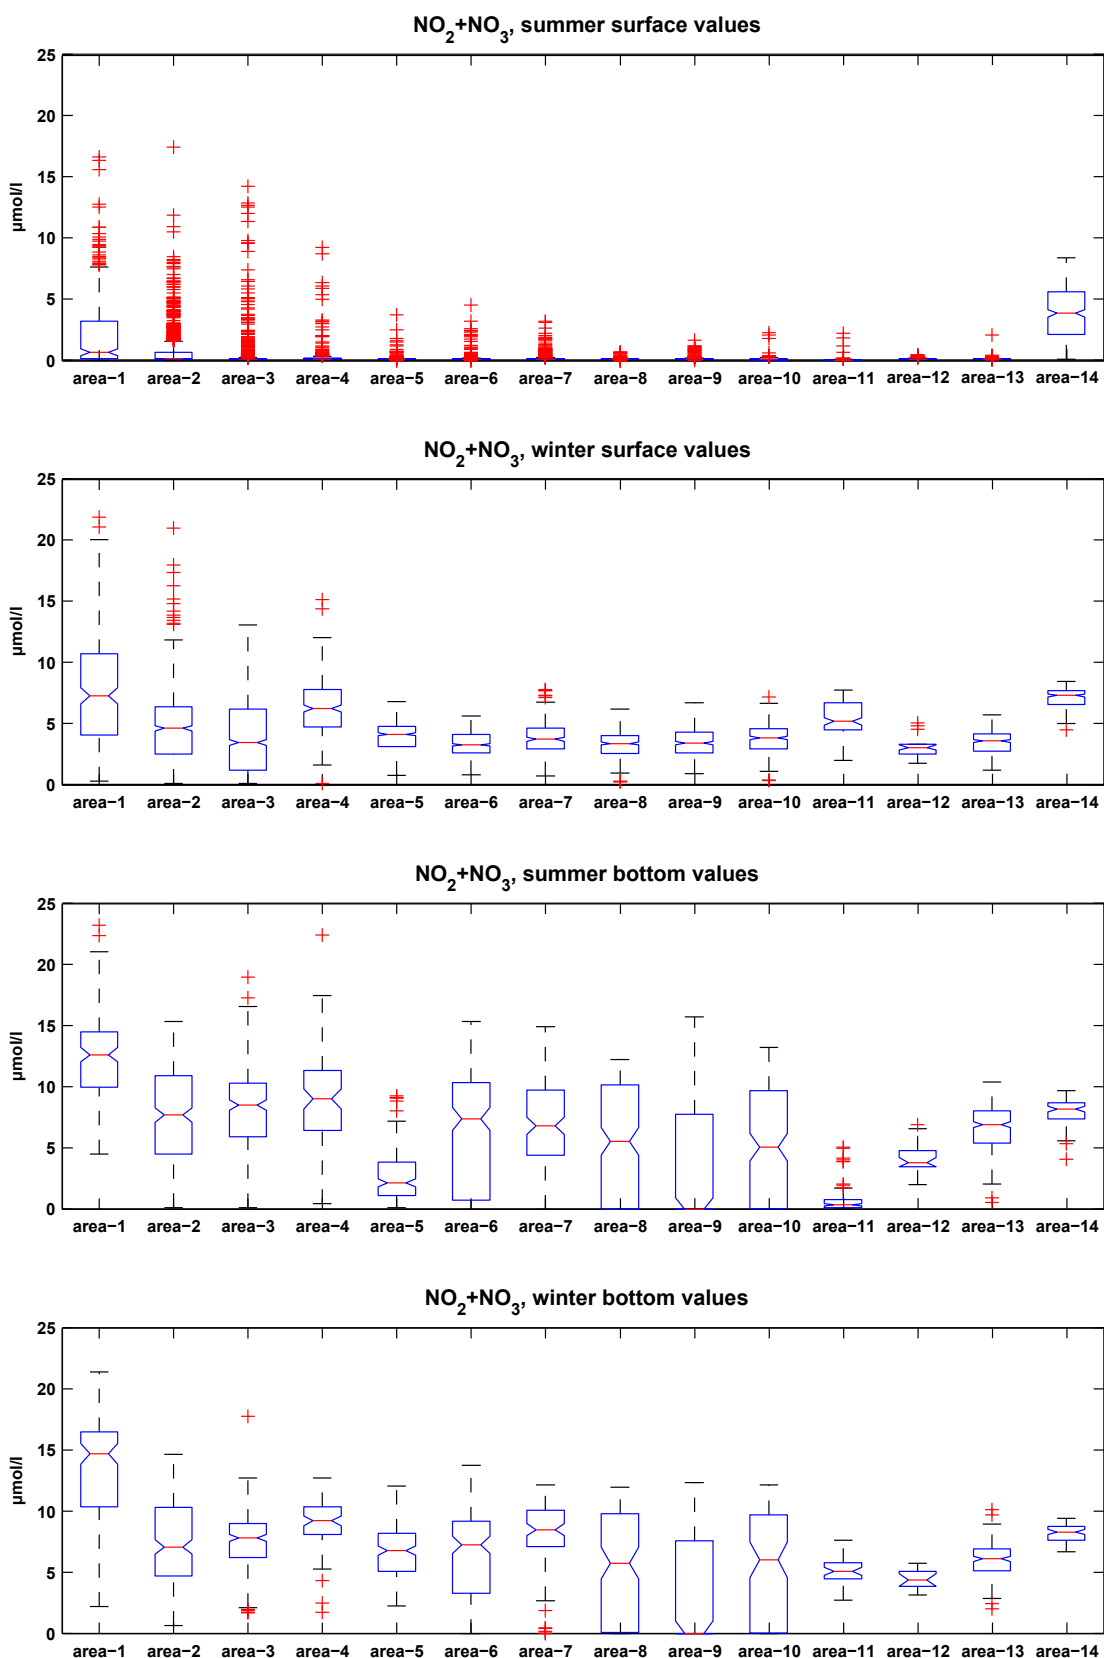 NO₂+NO₃, summer surface values
25
20
15
10
5
0
µmol/l
area−1 area−2 area−3 area−4 area−5 area−6 area−7 area−8 area−9 area−10 area−11 area−12 area−13 area−14
NO₂+NO₃, winter surface values
25
20
15
10
5
0
µmol/l
area−1 area−2 area−3 area−4 area−5 area−6 area−7 area−8 area−9 area−10 area−11 area−12 area−13 area−14
NO₂+NO₃, summer bottom values
25
20
15
10
5
0
µmol/l
area−1 area−2 area−3 area−4 area−5 area−6 area−7 area−8 area−9 area−10 area−11 area−12 area−13 area−14
NO₂+NO₃, winter bottom values
25
20
15
10
5
0
µmol/l
area−1 area−2 area−3 area−4 area−5 area−6 area−7 area−8 area−9 area−10 area−11 area−12 area−13 area−14